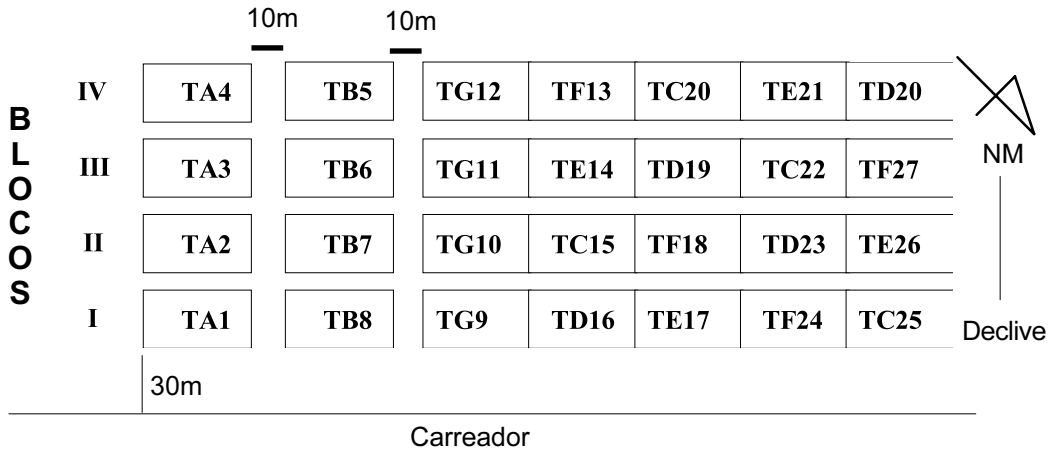 10m 10m
BLOCOS
IV TA4 TB5 TG12 TF13 TC20 TE21 TD20
III TA3 TB6 TG11 TE14 TD19 TC22 TF27
II TA2 TB7 TG10 TC15 TF18 TD23 TE26
I TA1 TB8 TG9 TD16 TE17 TF24 TC25
NM
Declive
30m
Carreador